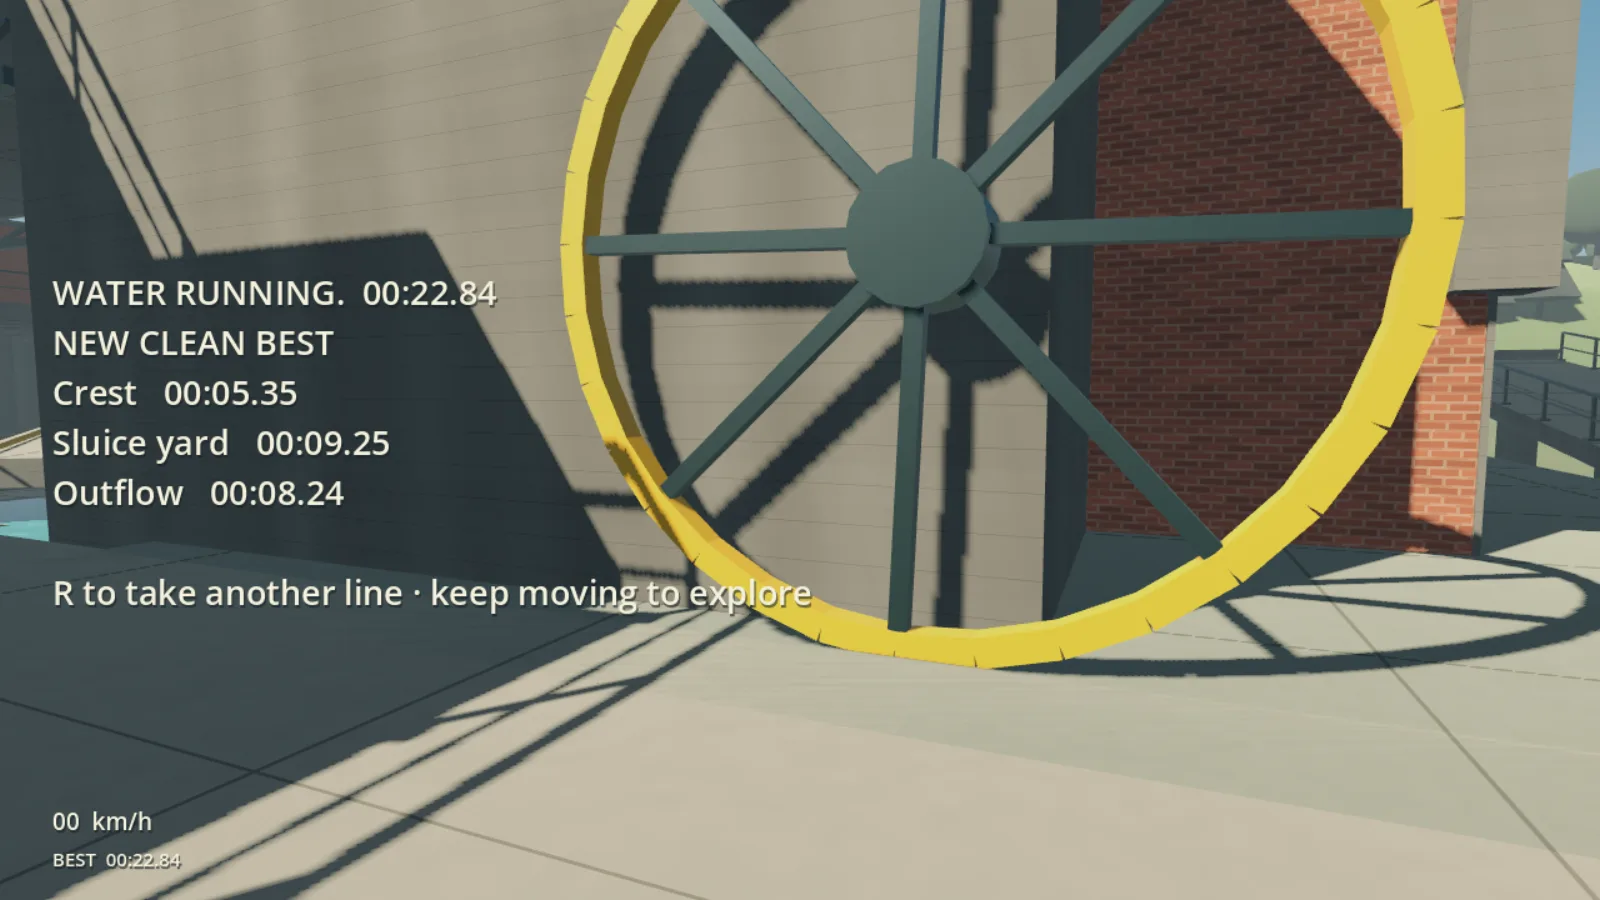 WATER RUNNING. 00:22.84
NEW CLEAN BEST
Crest 00:05.35
Sluice yard 00:09.25
Outflow 00:08.24
R to take another line · keep moving to explore
00 km/h
BEST 00:22.84